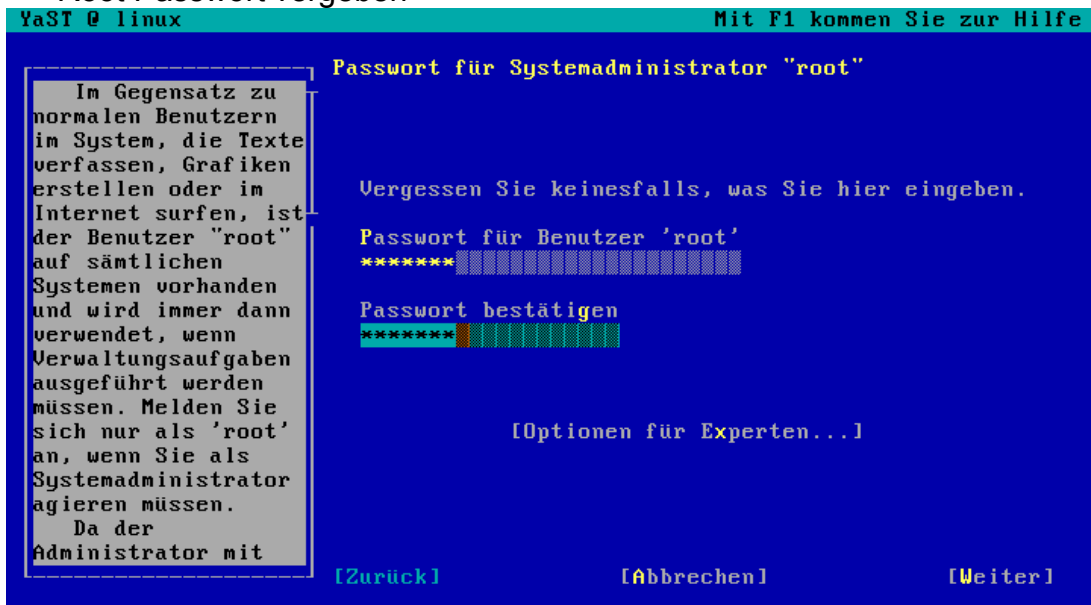 Root Passwort vergeben
YaST @ linux
Mit F1 kommen Sie zur Hilfe
Im Gegensatz zu
normalen Benutzern
im System, die Texte
verfassen, Grafiken
erstellen oder im
Internet surfen, ist
der Benutzer "root"
auf sämtlichen
Systemen vorhanden
und wird immer dann
verwendet, wenn
Verwaltungsaufgaben
ausgeführt werden
müssen. Melden Sie
sich nur als 'root'
an, wenn Sie als
Systemadministrator
agieren müssen.
Da der
Administrator mit
Passwort für Systemadministrator "root"
Vergessen Sie keinesfalls, was Sie hier eingeben.
Passwort für Benutzer 'root'
*******
Passwort bestätigen
*******
[Optionen für Experten...]
[Zurück]
[Abbrechen]
[Weiter]